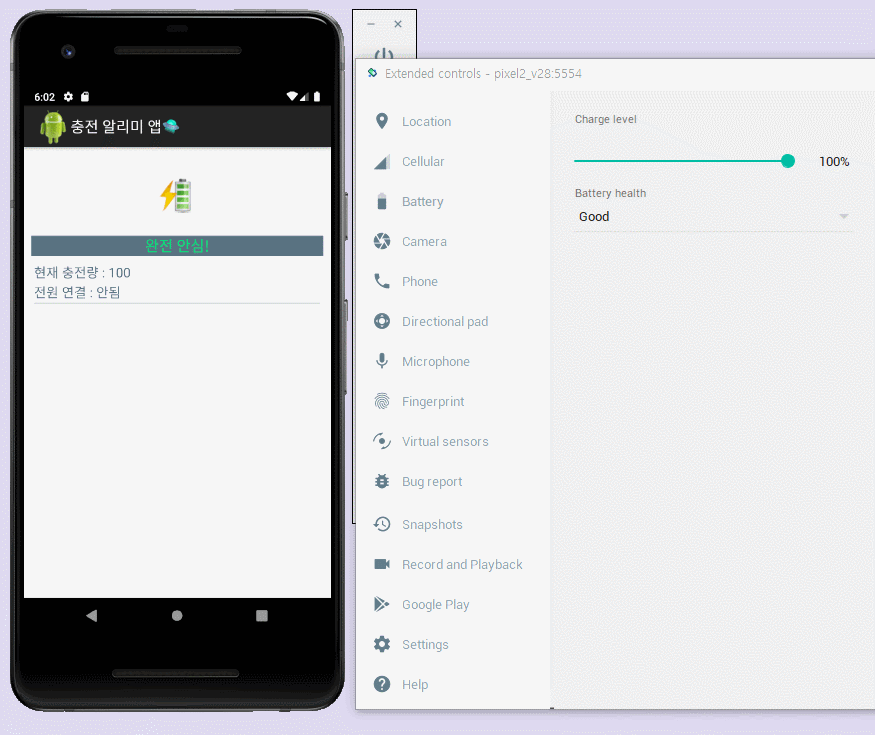 6:02
충전 알리미 앱
완전 안심!
현재 충전량 : 100
전원 연결 : 안됨
Extended controls - pixel2_v28:5554
Location
Cellular
Battery
Camera
Phone
Directional pad
Microphone
Fingerprint
Virtual sensors
Bug report
Snapshots
Record and Playback
Google Play
Settings
Help
Charge level
100%
Battery health
Good